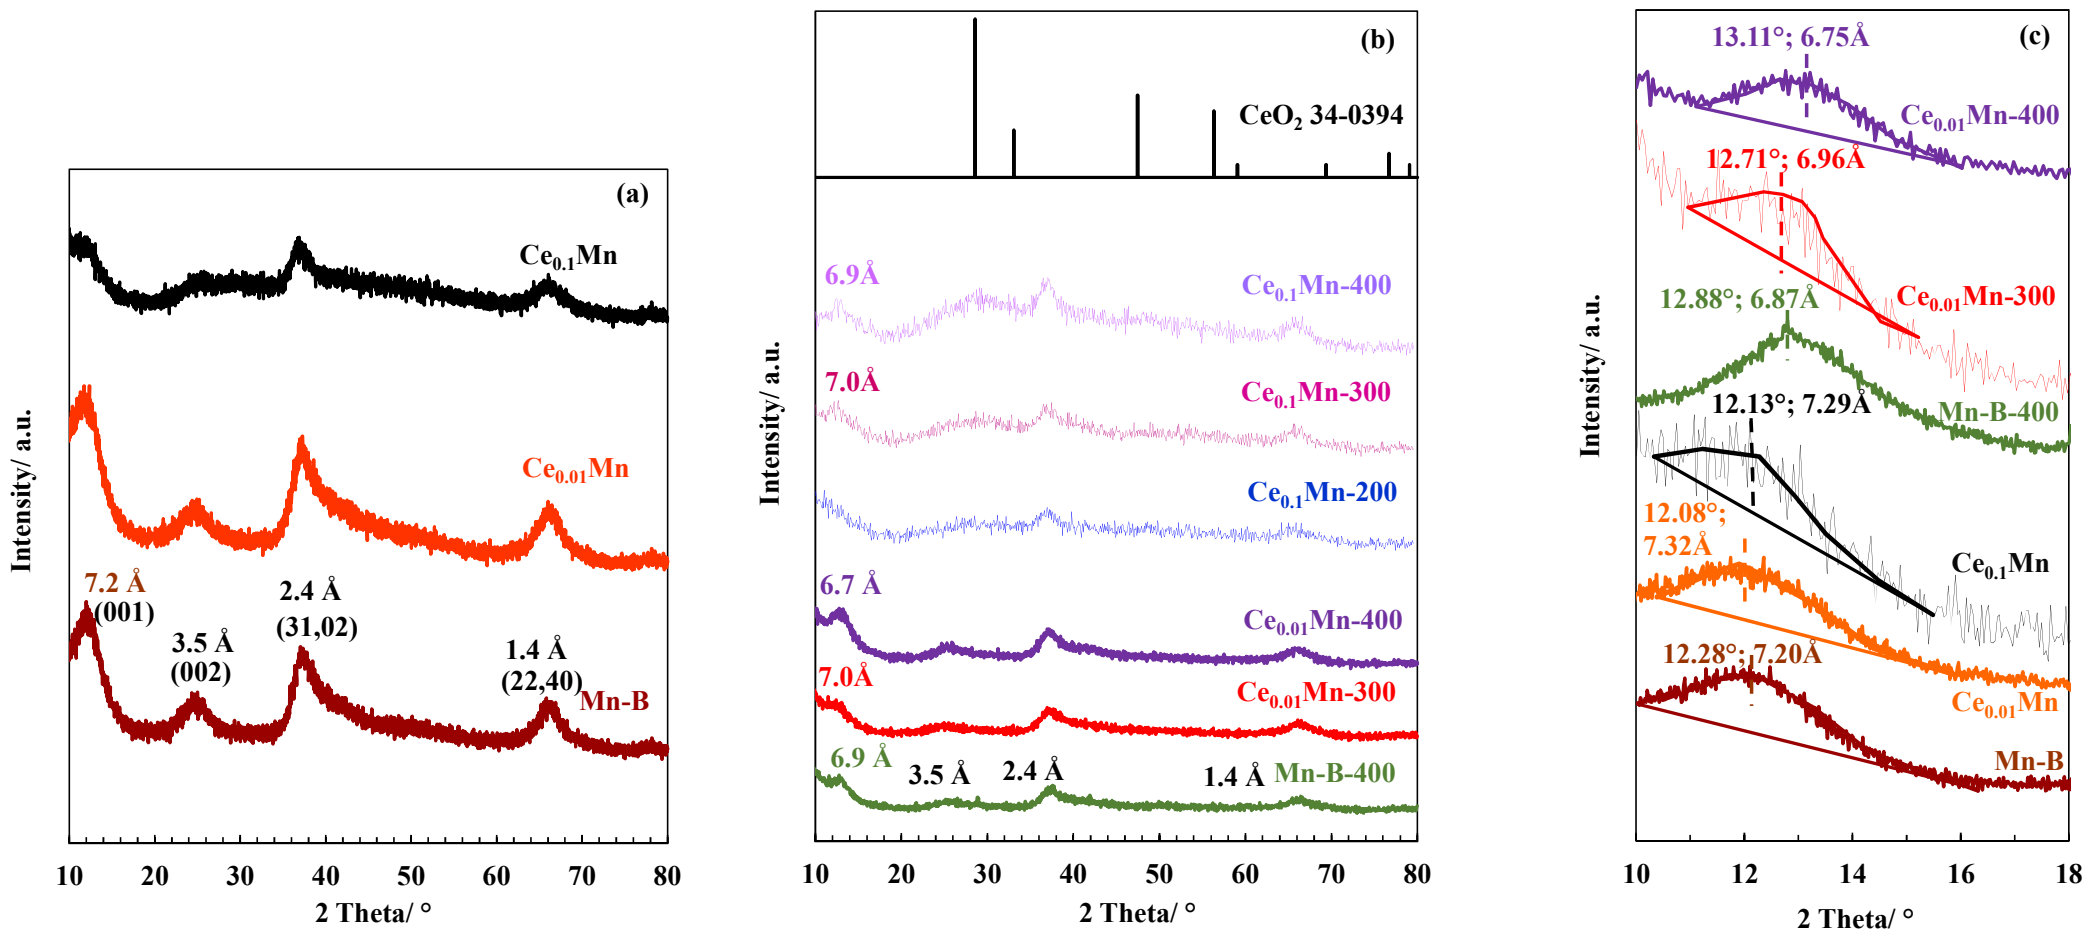 (a)
Ce0.1Mn
Ce0.01Mn
7.2 Å
(001)
3.5 Å
(002)
2.4 Å
(31,02)
1.4 Å
(22,40)
Mn-B
Intensity/ a.u.
10 20 30 40 50 60 70 80
2 Theta/ °
(b)
CeO2 34-0394
6.9Å
Ce0.1Mn-400
7.0Å
Ce0.1Mn-300
Ce0.1Mn-200
6.7 Å
Ce0.01Mn-400
7.0Å
Ce0.01Mn-300
6.9 Å
3.5 Å
2.4 Å
1.4 Å
Mn-B-400
Intensity/ a.u.
10 20 30 40 50 60 70 80
2 Theta/ °
(c)
13.11°; 6.75Å
Ce0.01Mn-400
12.71°; 6.96Å
Ce0.01Mn-300
12.88°; 6.87Å
Mn-B-400
12.13°; 7.29Å
Ce0.1Mn
12.08°;
7.32Å
Ce0.01Mn
12.28°; 7.20Å
Mn-B
Intensity/ a.u.
10 12 14 16 18
2 Theta/ °